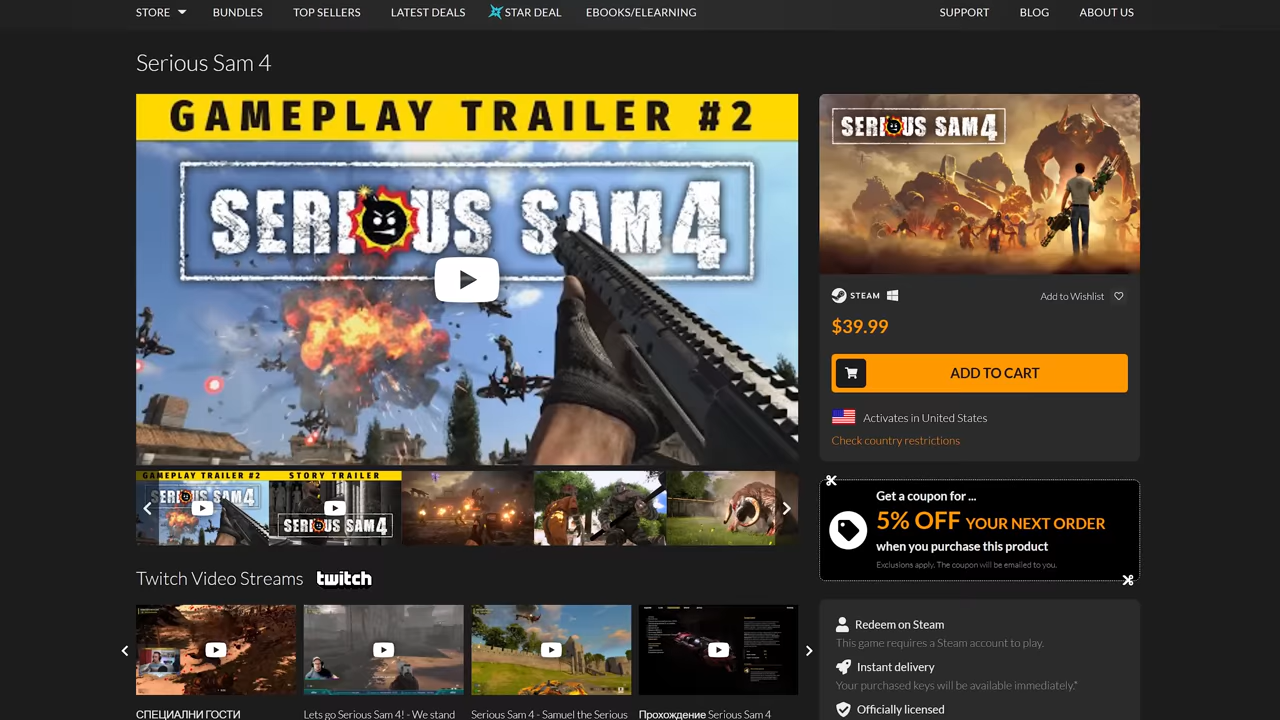 STORE BUNDLES TOP SELLERS LATEST DEALS STAR DEAL EBOOKS/ELEARNING SUPPORT BLOG ABOUT US
Serious Sam 4
GAMEPLAY TRAILER #2
SERIOUS SAM 4
SERIOUS SAM 4
STEAM
Add to Wishlist
$39.99
ADD TO CART
Activates in United States
Check country restrictions
GAMEPLAY TRAILER #2
SERIOUS SAM 4
STORY TRAILER
SERIOUS SAM 4
Get a coupon for ...
5% OFF YOUR NEXT ORDER
when you purchase this product
Exclusions apply. The coupon will be emailed to you.
Twitch Video Streams twitch
СПЕЦИАЛНИ ГОСТИ
Lets go Serious Sam 4! - We stand
Serious Sam 4 - Samuel the Serious
Прохождение Serious Sam 4
Redeem on Steam
This game requires a Steam account to play.
Instant delivery
Your purchased keys will be available immediately.*
Officially licensed